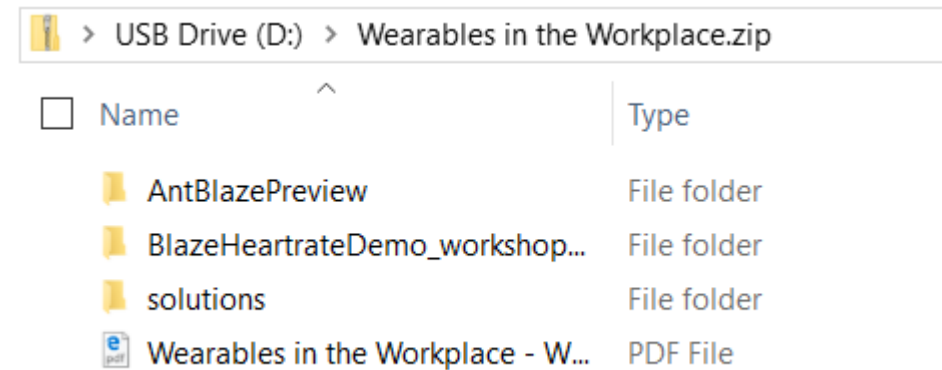 > USB Drive (D:) > Wearables in the Workplace.zip
Name Type
AntBlazePreview File folder
BlazeHeartrateDemo_workshop... File folder
solutions File folder
Wearables in the Workplace - W... PDF File